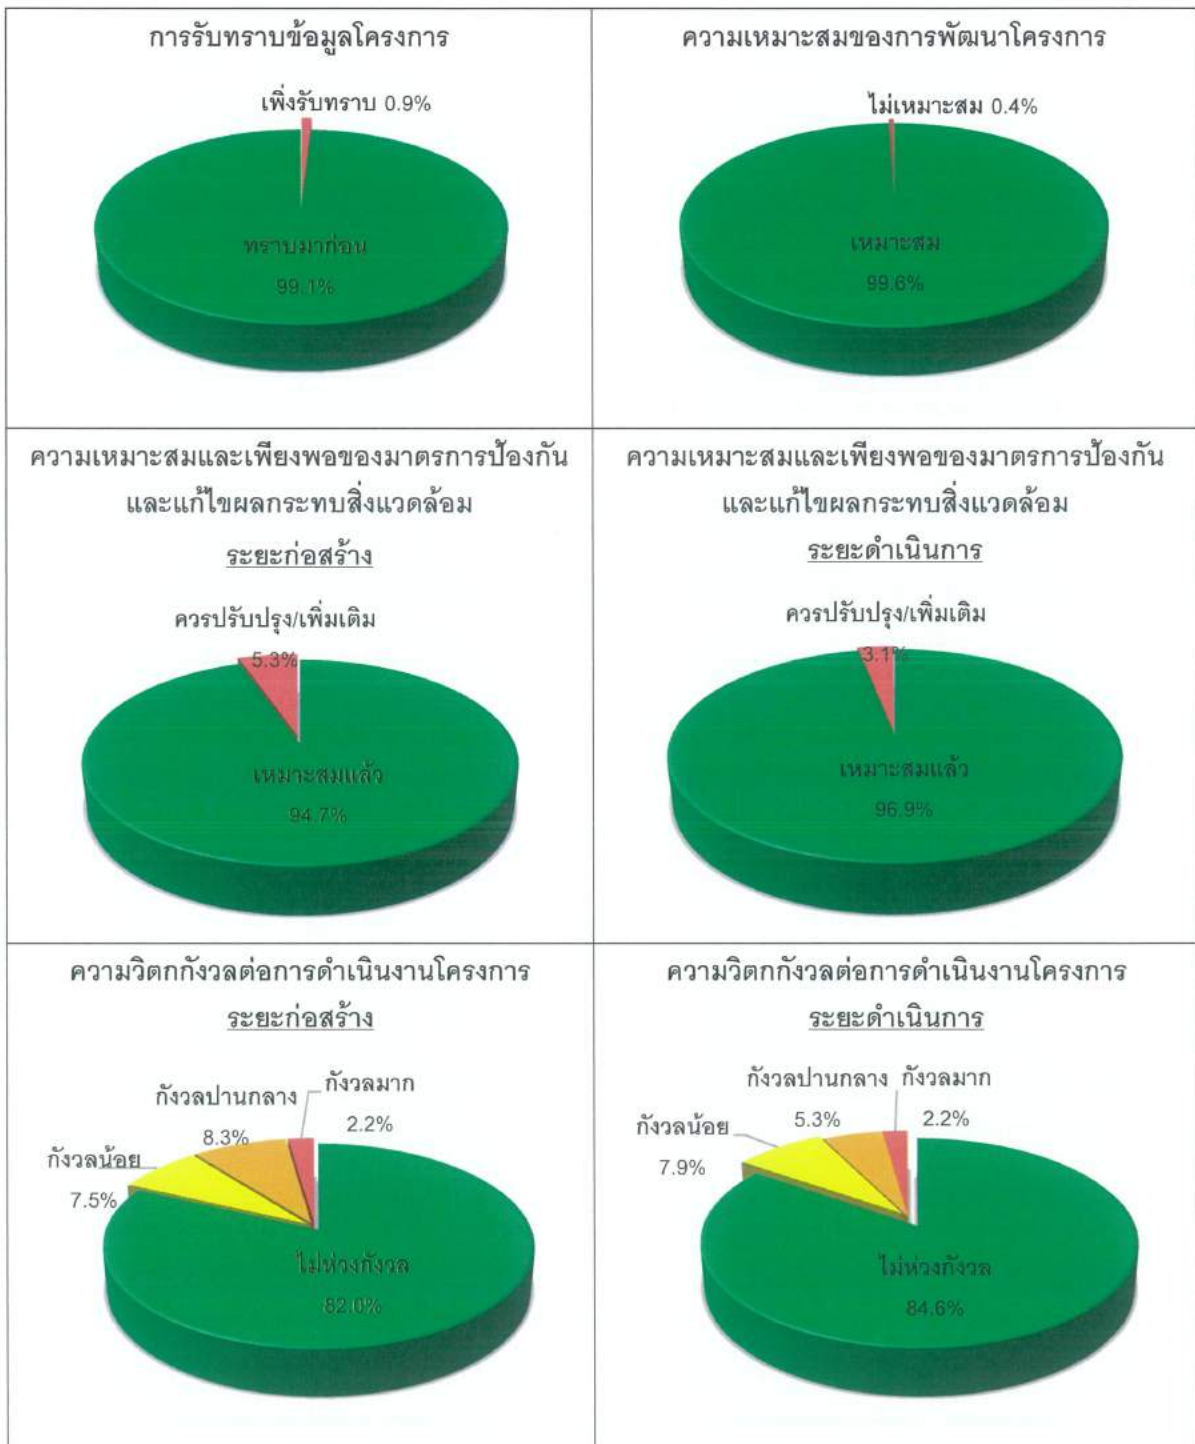 การรับทราบข้อมูลโครงการ
เพิ่งรับทราบ 0.9%
ทราบมาก่อน
99.1%
ความเหมาะสมของการพัฒนาโครงการ
ไม่เหมาะสม 0.4%
เหมาะสม
99.6%
ความเหมาะสมและเพียงพอของมาตรการป้องกัน
และแก้ไขผลกระทบสิ่งแวดล้อม
ระยะก่อสร้าง
ควรปรับปรุง/เพิ่มเติม
5.3%
เหมาะสมแล้ว
94.7%
ความเหมาะสมและเพียงพอของมาตรการป้องกัน
และแก้ไขผลกระทบสิ่งแวดล้อม
ระยะดำเนินการ
ควรปรับปรุง/เพิ่มเติม
3.1%
เหมาะสมแล้ว
96.9%
ความวิตกกังวลต่อการดำเนินงานโครงการ
ระยะก่อสร้าง
กังวลมาก
2.2%
กังวลปานกลาง
8.3%
กังวลน้อย
7.5%
ไม่ห่วงกังวล
82.0%
ความวิตกกังวลต่อการดำเนินงานโครงการ
ระยะดำเนินการ
กังวลปานกลาง กังวลมาก
5.3% 2.2%
กังวลน้อย
7.9%
ไม่ห่วงกังวล
84.6%